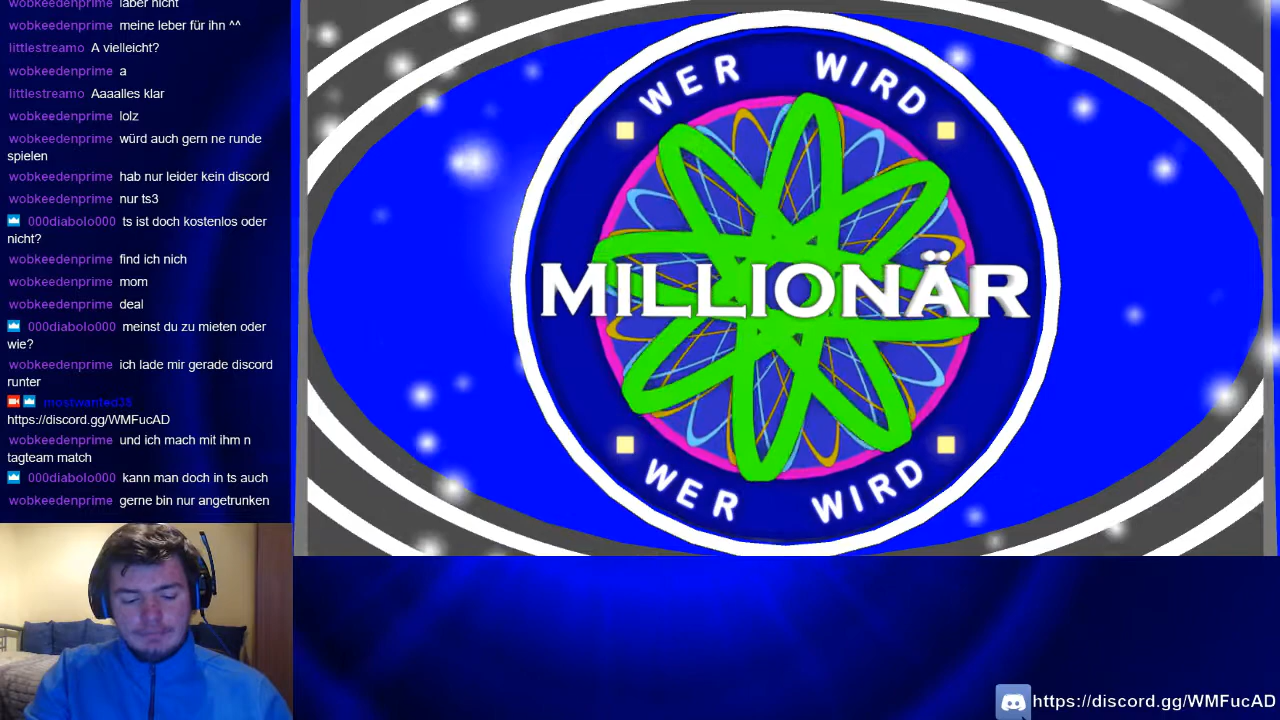 wobkeedenprime laber nicht
wobkeedenprime meine leber für ihn ^^
littlestreamo A vielleicht?
wobkeedenprime a
littlestreamo Aaaalles klar
wobkeedenprime lolz
wobkeedenprime würd auch gern ne runde
spielen
wobkeedenprime hab nur leider kein discord
wobkeedenprime nur ts3
000diabolo000 ts ist doch kostenlos oder
nicht?
wobkeedenprime find ich nich
wobkeedenprime mom
wobkeedenprime deal
000diabolo000 meinst du zu mieten oder
wie?
wobkeedenprime ich lade mir gerade discord
runter
mostwanted35
https://discord.gg/WMFucAD
wobkeedenprime und ich mach mit ihm n
tagteam match
000diabolo000 kann man doch in ts auch
wobkeedenprime gerne bin nur angetrunken
WER WIRD
MILLIONÄR
WER WIRD
https://discord.gg/WMFucAD